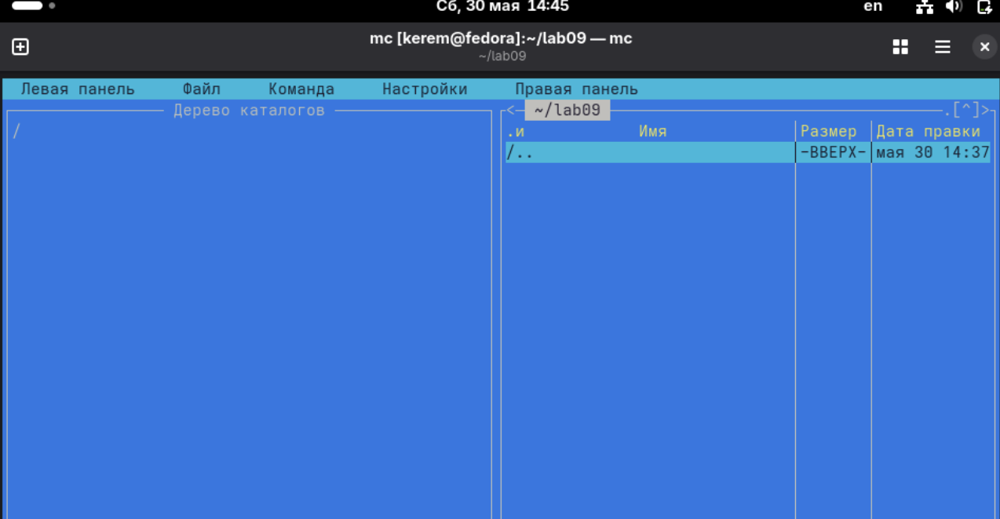 Сб, 30 мая 14:45
en
mc [kerem@fedora]:~/lab09 — mc
~/lab09
Левая панель Файл Команда Настройки Правая панель
Дерево каталогов
/
<─ ~/lab09 ─.[^]>
.и Имя Размер Дата правки
/.. -ВВЕРХ- мая 30 14:37